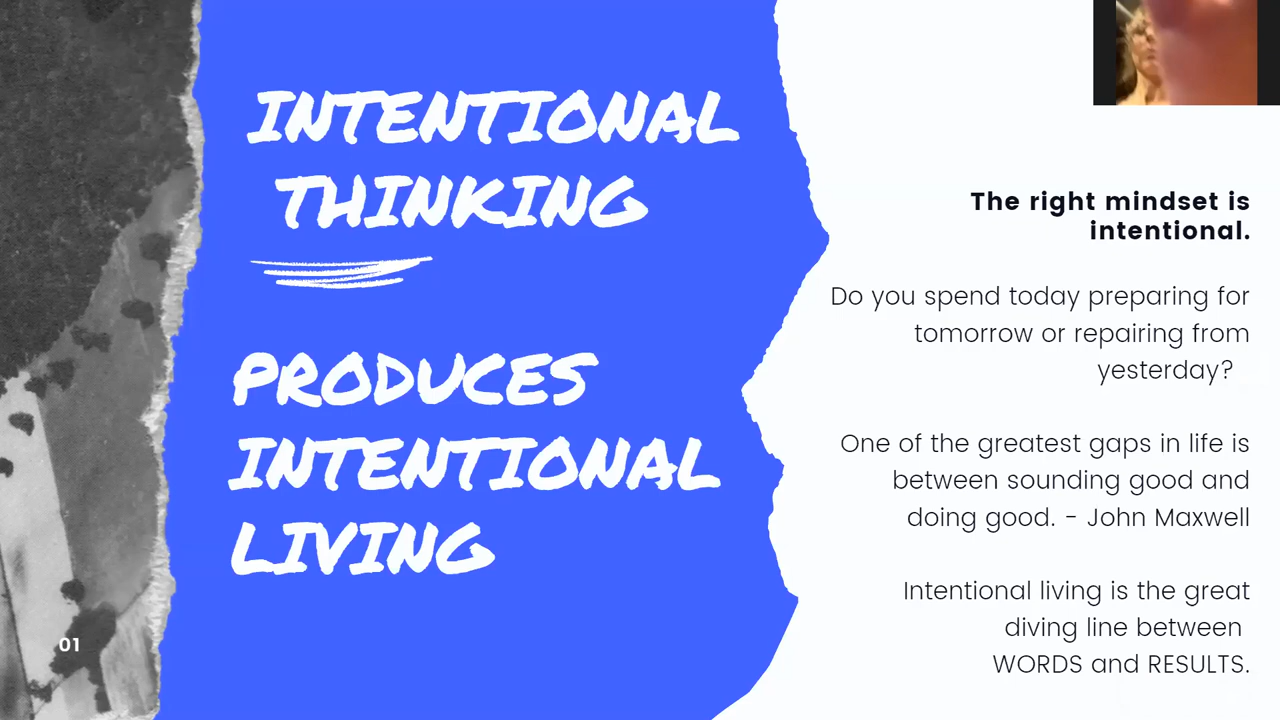 INTENTIONAL
THINKING
PRODUCES
INTENTIONAL
LIVING
The right mindset is
intentional.
Do you spend today preparing for
tomorrow or repairing from
yesterday?
One of the greatest gaps in life is
between sounding good and
doing good. - John Maxwell
Intentional living is the great
diving line between
WORDS and RESULTS.
01